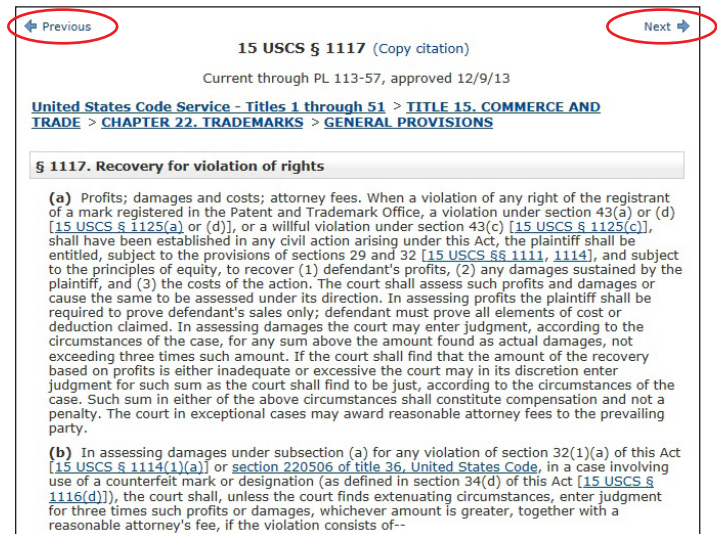 Previous
Next
15 USCS § 1117 (Copy citation)
Current through PL 113-57, approved 12/9/13
United States Code Service - Titles 1 through 51 > TITLE 15. COMMERCE AND
TRADE > CHAPTER 22. TRADEMARKS > GENERAL PROVISIONS
§ 1117. Recovery for violation of rights
(a) Profits; damages and costs; attorney fees. When a violation of any right of the registrant
of a mark registered in the Patent and Trademark Office, a violation under section 43(a) or (d)
[15 USCS § 1125(a) or (d)], or a willful violation under section 43(c) [15 USCS § 1125(c)],
shall have been established in any civil action arising under this Act, the plaintiff shall be
entitled, subject to the provisions of sections 29 and 32 [15 USCS §§ 1111, 1114], and subject
to the principles of equity, to recover (1) defendant's profits, (2) any damages sustained by the
plaintiff, and (3) the costs of the action. The court shall assess such profits and damages or
cause the same to be assessed under its direction. In assessing profits the plaintiff shall be
required to prove defendant's sales only; defendant must prove all elements of cost or
deduction claimed. In assessing damages the court may enter judgment, according to the
circumstances of the case, for any sum above the amount found as actual damages, not
exceeding three times such amount. If the court shall find that the amount of the recovery
based on profits is either inadequate or excessive the court may in its discretion enter
judgment for such sum as the court shall find to be just, according to the circumstances of the
case. Such sum in either of the above circumstances shall constitute compensation and not a
penalty. The court in exceptional cases may award reasonable attorney fees to the prevailing
party.
(b) In assessing damages under subsection (a) for any violation of section 32(1)(a) of this Act
[15 USCS § 1114(1)(a)] or section 220506 of title 36, United States Code, in a case involving
use of a counterfeit mark or designation (as defined in section 34(d) of this Act [15 USCS §
1116(d)]), the court shall, unless the court finds extenuating circumstances, enter judgment
for three times such profits or damages, whichever amount is greater, together with a
reasonable attorney's fee, if the violation consists of--